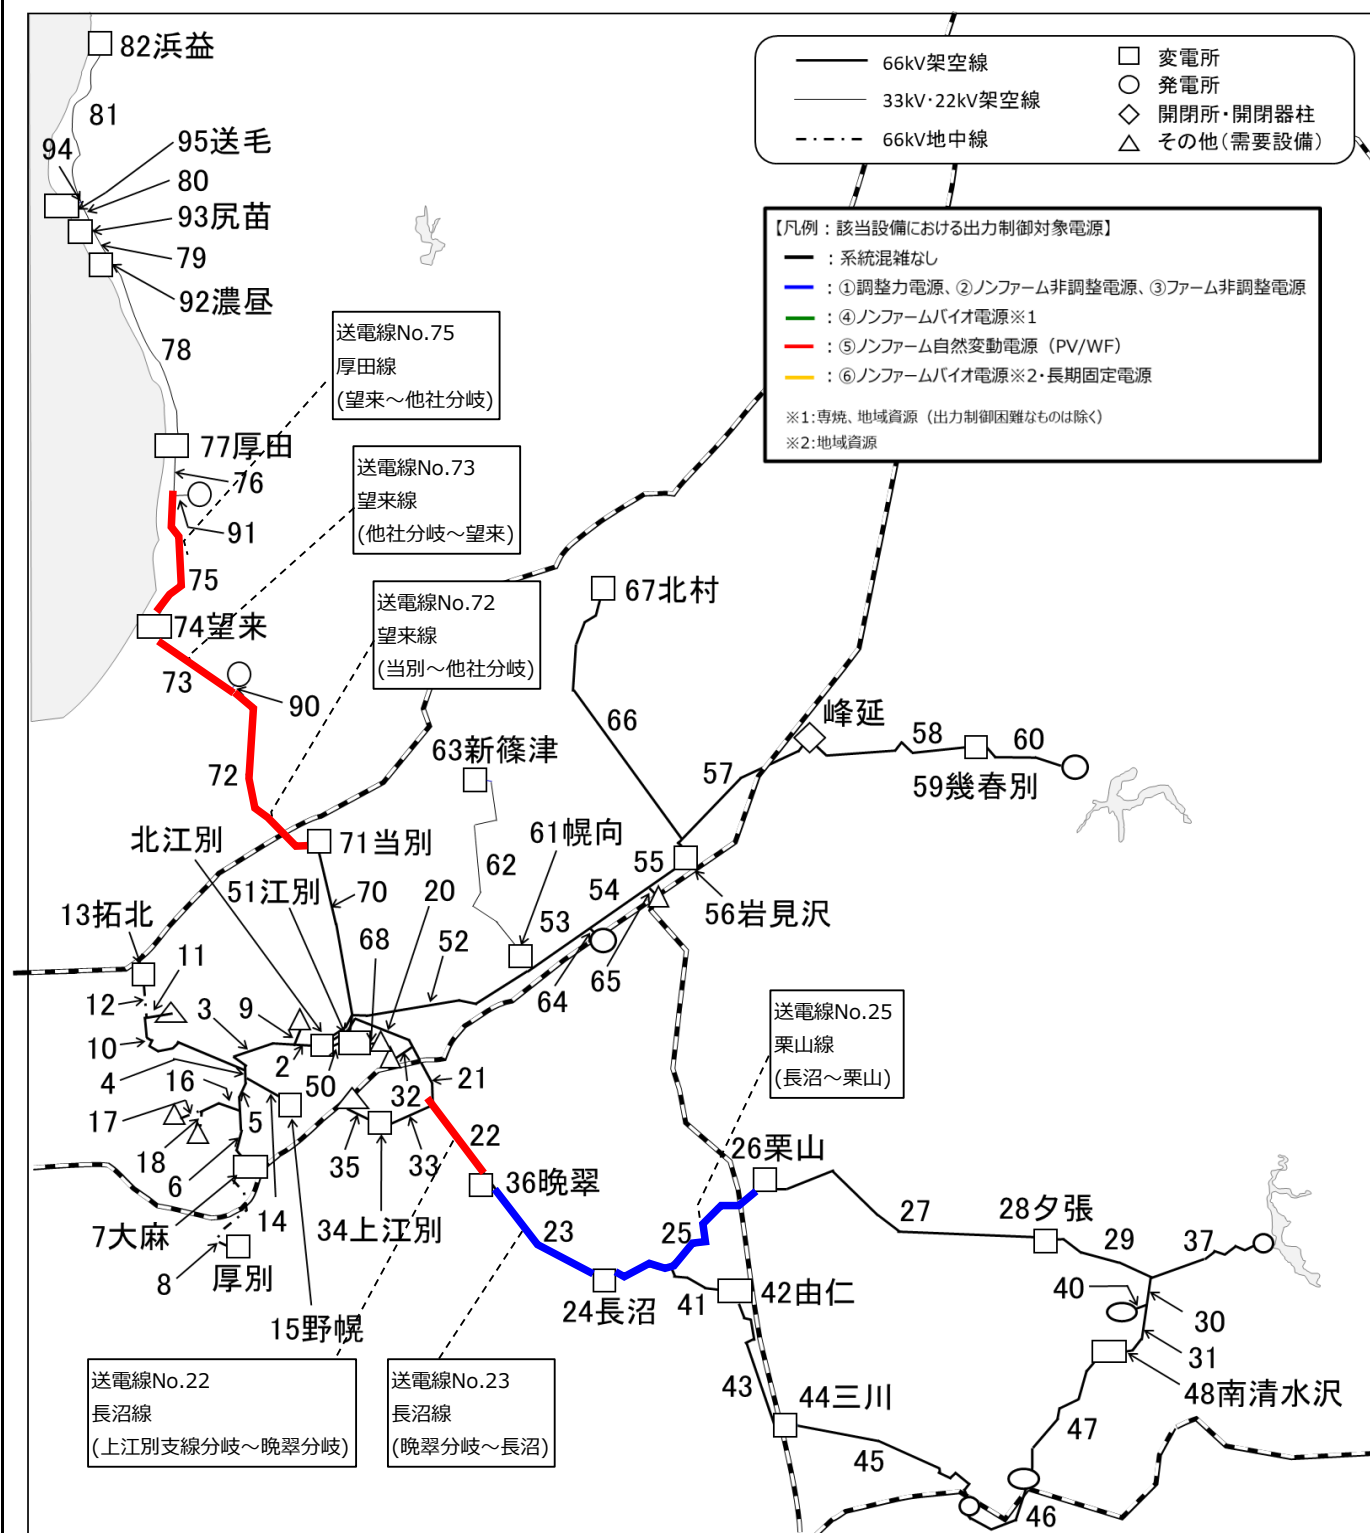 82浜益
81
94
95送毛
80
93尻苗
79
92濃昼
78
66kV架空線
33kV･22kV架空線
66kV地中線
変電所
発電所
開閉所・開閉器柱
その他（需要設備）
【凡例：該当設備における出力制御対象電源】
：系統混雑なし
：①調整力電源、②ノンファーム非調整電源、③ファーム非調整電源
：④ノンファームバイオ電源※1
：⑤ノンファーム自然変動電源（PV/WF）
：⑥ノンファームバイオ電源※2・長期固定電源
※1:専焼、地域資源（出力制御困難なものは除く）
※2:地域資源
送電線No.75
厚田線
(望来～他社分岐)
77厚田
76
91
75
送電線No.73
望来線
(他社分岐～望来)
74望来
73
90
72
送電線No.72
望来線
(当別～他社分岐)
67北村
66
63新篠津
62
61幌向
峰延
57
58
59幾春別
60
北江別
71当別
51江別
70
20
68
52
53
54
55
56岩見沢
64
65
13拓北
11
12
3
9
10
4
2
50
16
17
5
18
6
7大麻
14
8
厚別
15野幌
32
21
35
33
34上江別
22
36晩翠
23
24長沼
送電線No.25
栗山線
(長沼～栗山)
25
26栗山
27
28夕張
29
37
40
30
31
41
42由仁
43
44三川
45
46
47
48南清水沢
送電線No.22
長沼線
(上江別支線分岐～晩翠分岐)
送電線No.23
長沼線
(晩翠分岐～長沼)